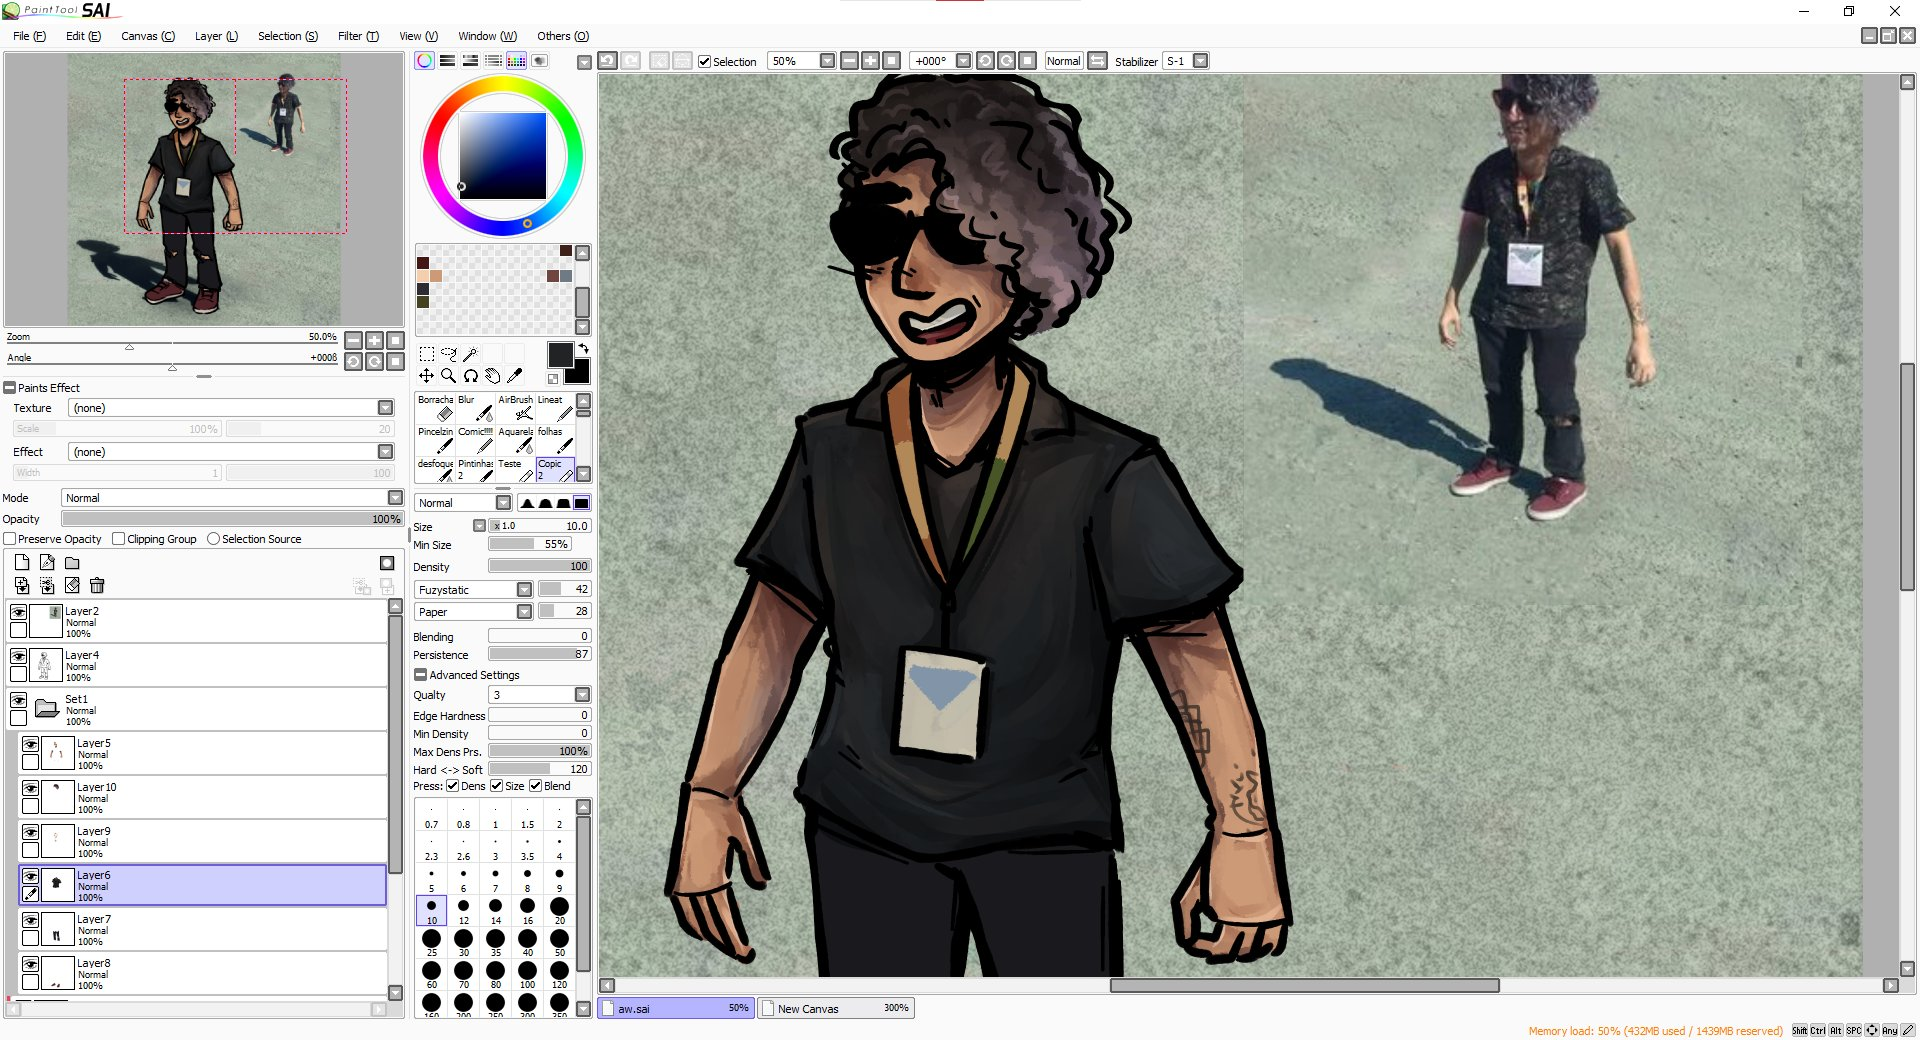 PaintTool SAI
File (F) Edit (E) Canvas (C) Layer (L) Selection (S) Filter (T) View (V) Window (W) Others (O)
Selection 50% +000° Normal Stabilizer S-1
Zoom 50.0%
Angle +000ß
Paints Effect
Texture (none)
Scale 100% 20
Effect (none)
Width 1 100
Mode Normal
Opacity 100%
Preserve Opacity Clipping Group Selection Source
Layer2
Normal
100%
Layer4
Normal
100%
Set1
Normal
100%
Layer5
Normal
100%
Layer10
Normal
100%
Layer9
Normal
100%
Layer6
Normal
100%
Layer7
Normal
100%
Layer8
Normal
100%
Borracha Blur AirBrush Lineat
Pincelzin Comic!!!! Aquarela folhas
desfoque Pintinhas 2 Teste Copic 2
Normal
Size x 1.0 10.0
Min Size 55%
Density 100
Fuzystatic 42
Paper 28
Blending 0
Persistence 87
Advanced Settings
Qualty 3
Edge Hardness 0
Min Density 0
Max Dens Prs. 100%
Hard <-> Soft 120
Press: Dens Size Blend
0.7 0.8 1 1.5 2
2.3 2.6 3 3.5 4
5 6 7 8 9
10 12 14 16 20
25 30 35 40 50
60 70 80 100 120
160 200 250 300 350
aw.sai 50% New Canvas 300%
Memory load: 50% (432MB used / 1439MB reserved) Shift Ctrl Alt SPC Any